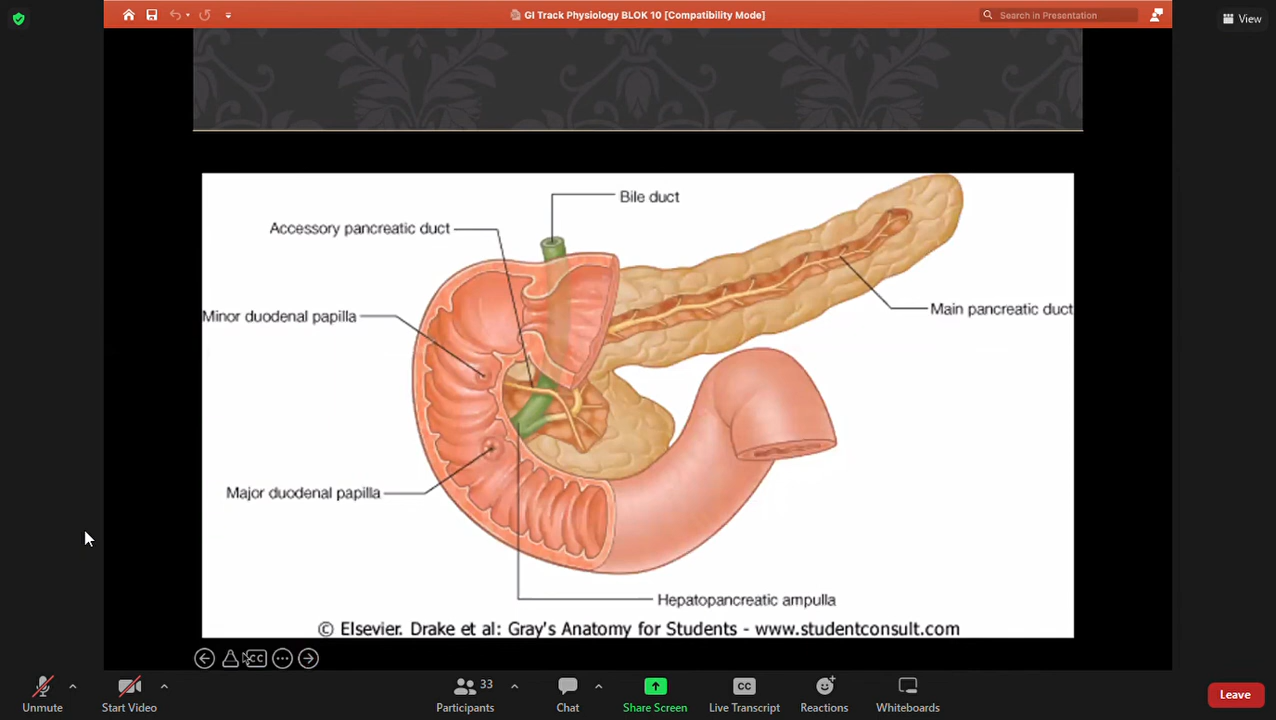 GI Track Physiology BLOK 10 [Compatibility Mode]
Search in Presentation
View
Bile duct
Accessory pancreatic duct
Main pancreatic duct
Minor duodenal papilla
Major duodenal papilla
Hepatopancreatic ampulla
© Elsevier. Drake et al: Gray's Anatomy for Students - www.studentconsult.com
CC
33
CC
Unmute
Start Video
Participants
Chat
Share Screen
Live Transcript
Reactions
Whiteboards
Leave